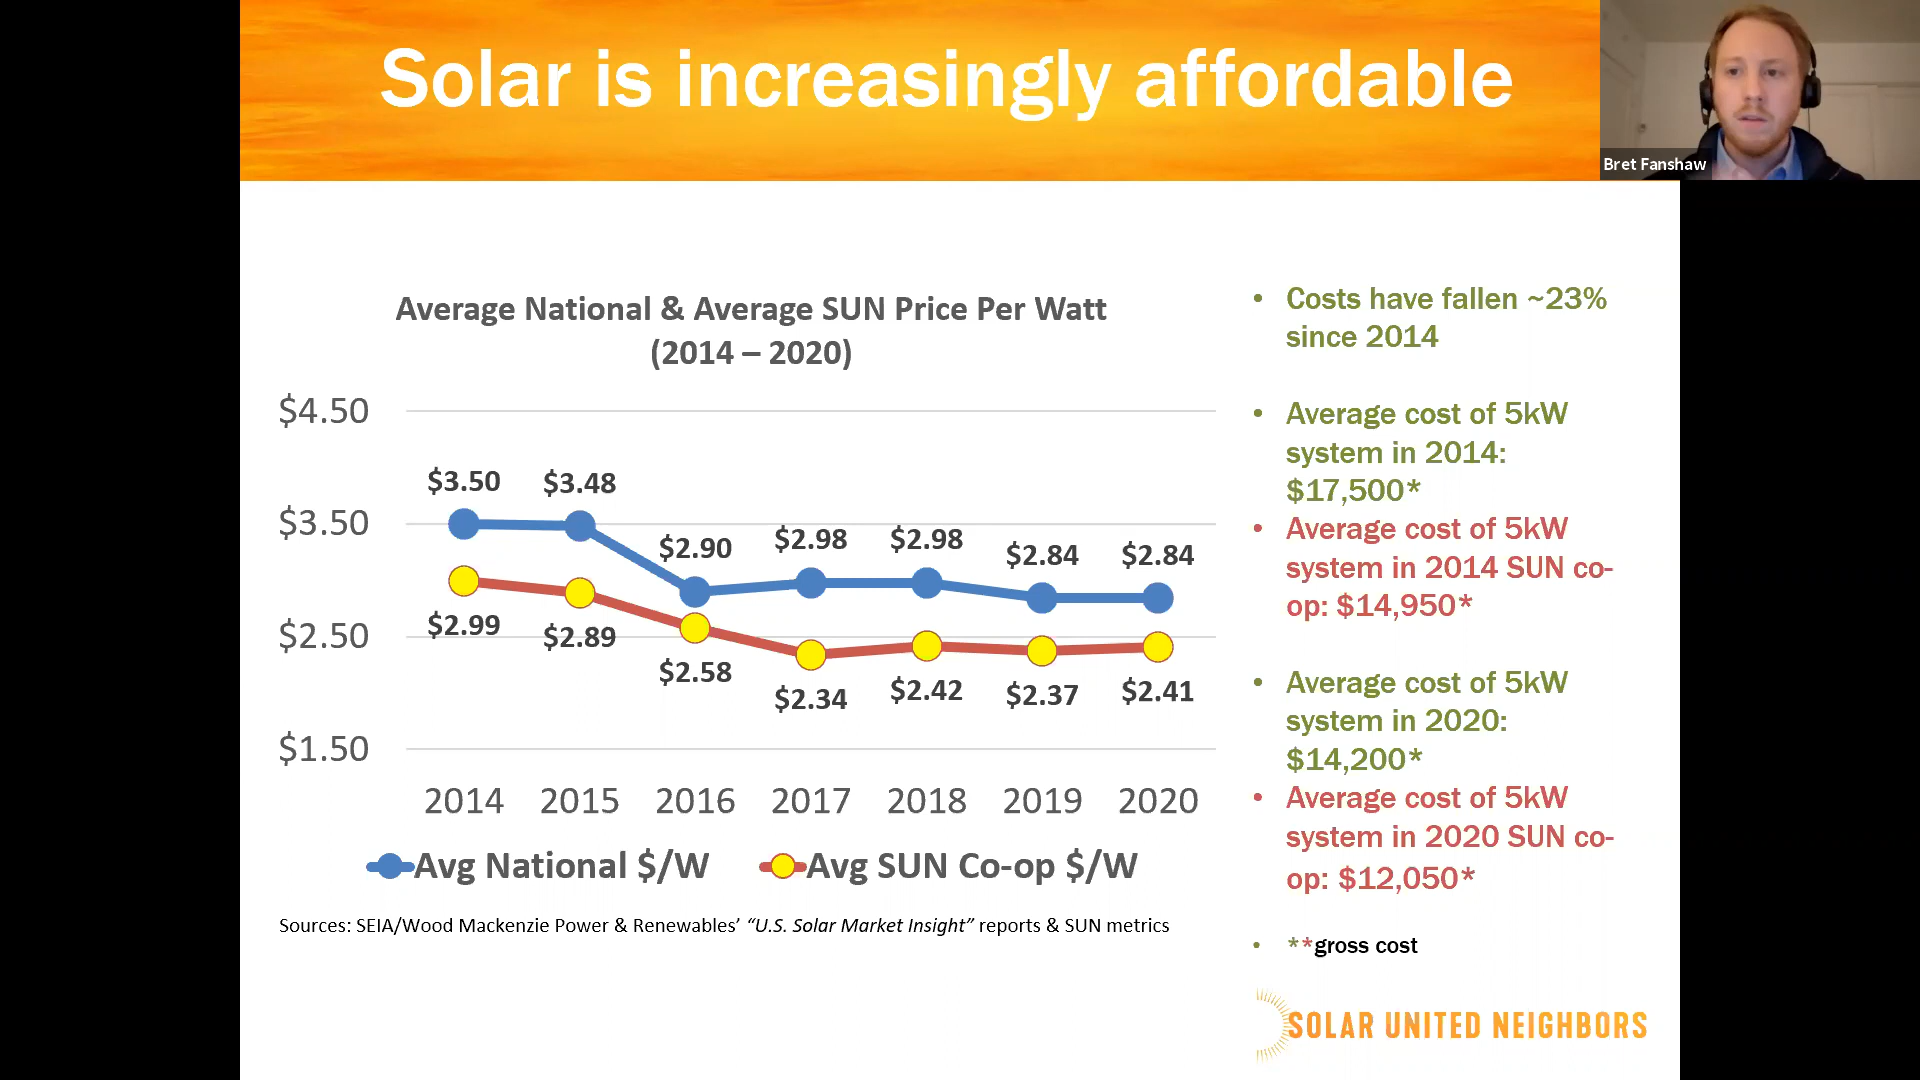 Solar is increasingly affordable
Bret Fanshaw
Average National & Average SUN Price Per Watt
(2014 – 2020)
$4.50
$3.50
$2.50
$1.50
$3.50 $3.48 $2.90 $2.98 $2.98 $2.84 $2.84
$2.99 $2.89 $2.58 $2.34 $2.42 $2.37 $2.41
2014 2015 2016 2017 2018 2019 2020
Avg National $/W Avg SUN Co-op $/W
Sources: SEIA/Wood Mackenzie Power & Renewables’ “U.S. Solar Market Insight” reports & SUN metrics
• Costs have fallen ~23%
since 2014
• Average cost of 5kW
system in 2014:
$17,500*
• Average cost of 5kW
system in 2014 SUN co-
op: $14,950*
• Average cost of 5kW
system in 2020:
$14,200*
• Average cost of 5kW
system in 2020 SUN co-
op: $12,050*
• **gross cost
SOLAR UNITED NEIGHBORS